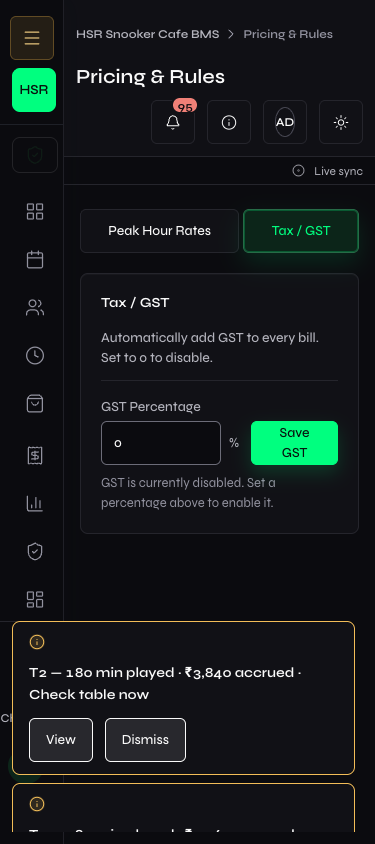 HSR Snooker Cafe BMS > Pricing & Rules
HSR
Pricing & Rules
95
AD
Live sync
Peak Hour Rates
Tax / GST
Tax / GST
Automatically add GST to every bill.
Set to 0 to disable.
GST Percentage
0
%
Save
GST
GST is currently disabled. Set a
percentage above to enable it.
T2 — 180 min played · ₹3,840 accrued ·
Check table now
View
Dismiss